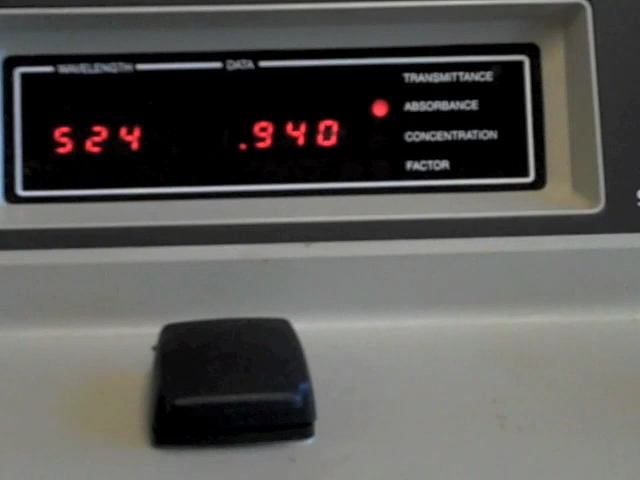 WAVELENGTH DATA
TRANSMITTANCE
ABSORBANCE
524 .940
CONCENTRATION
FACTOR